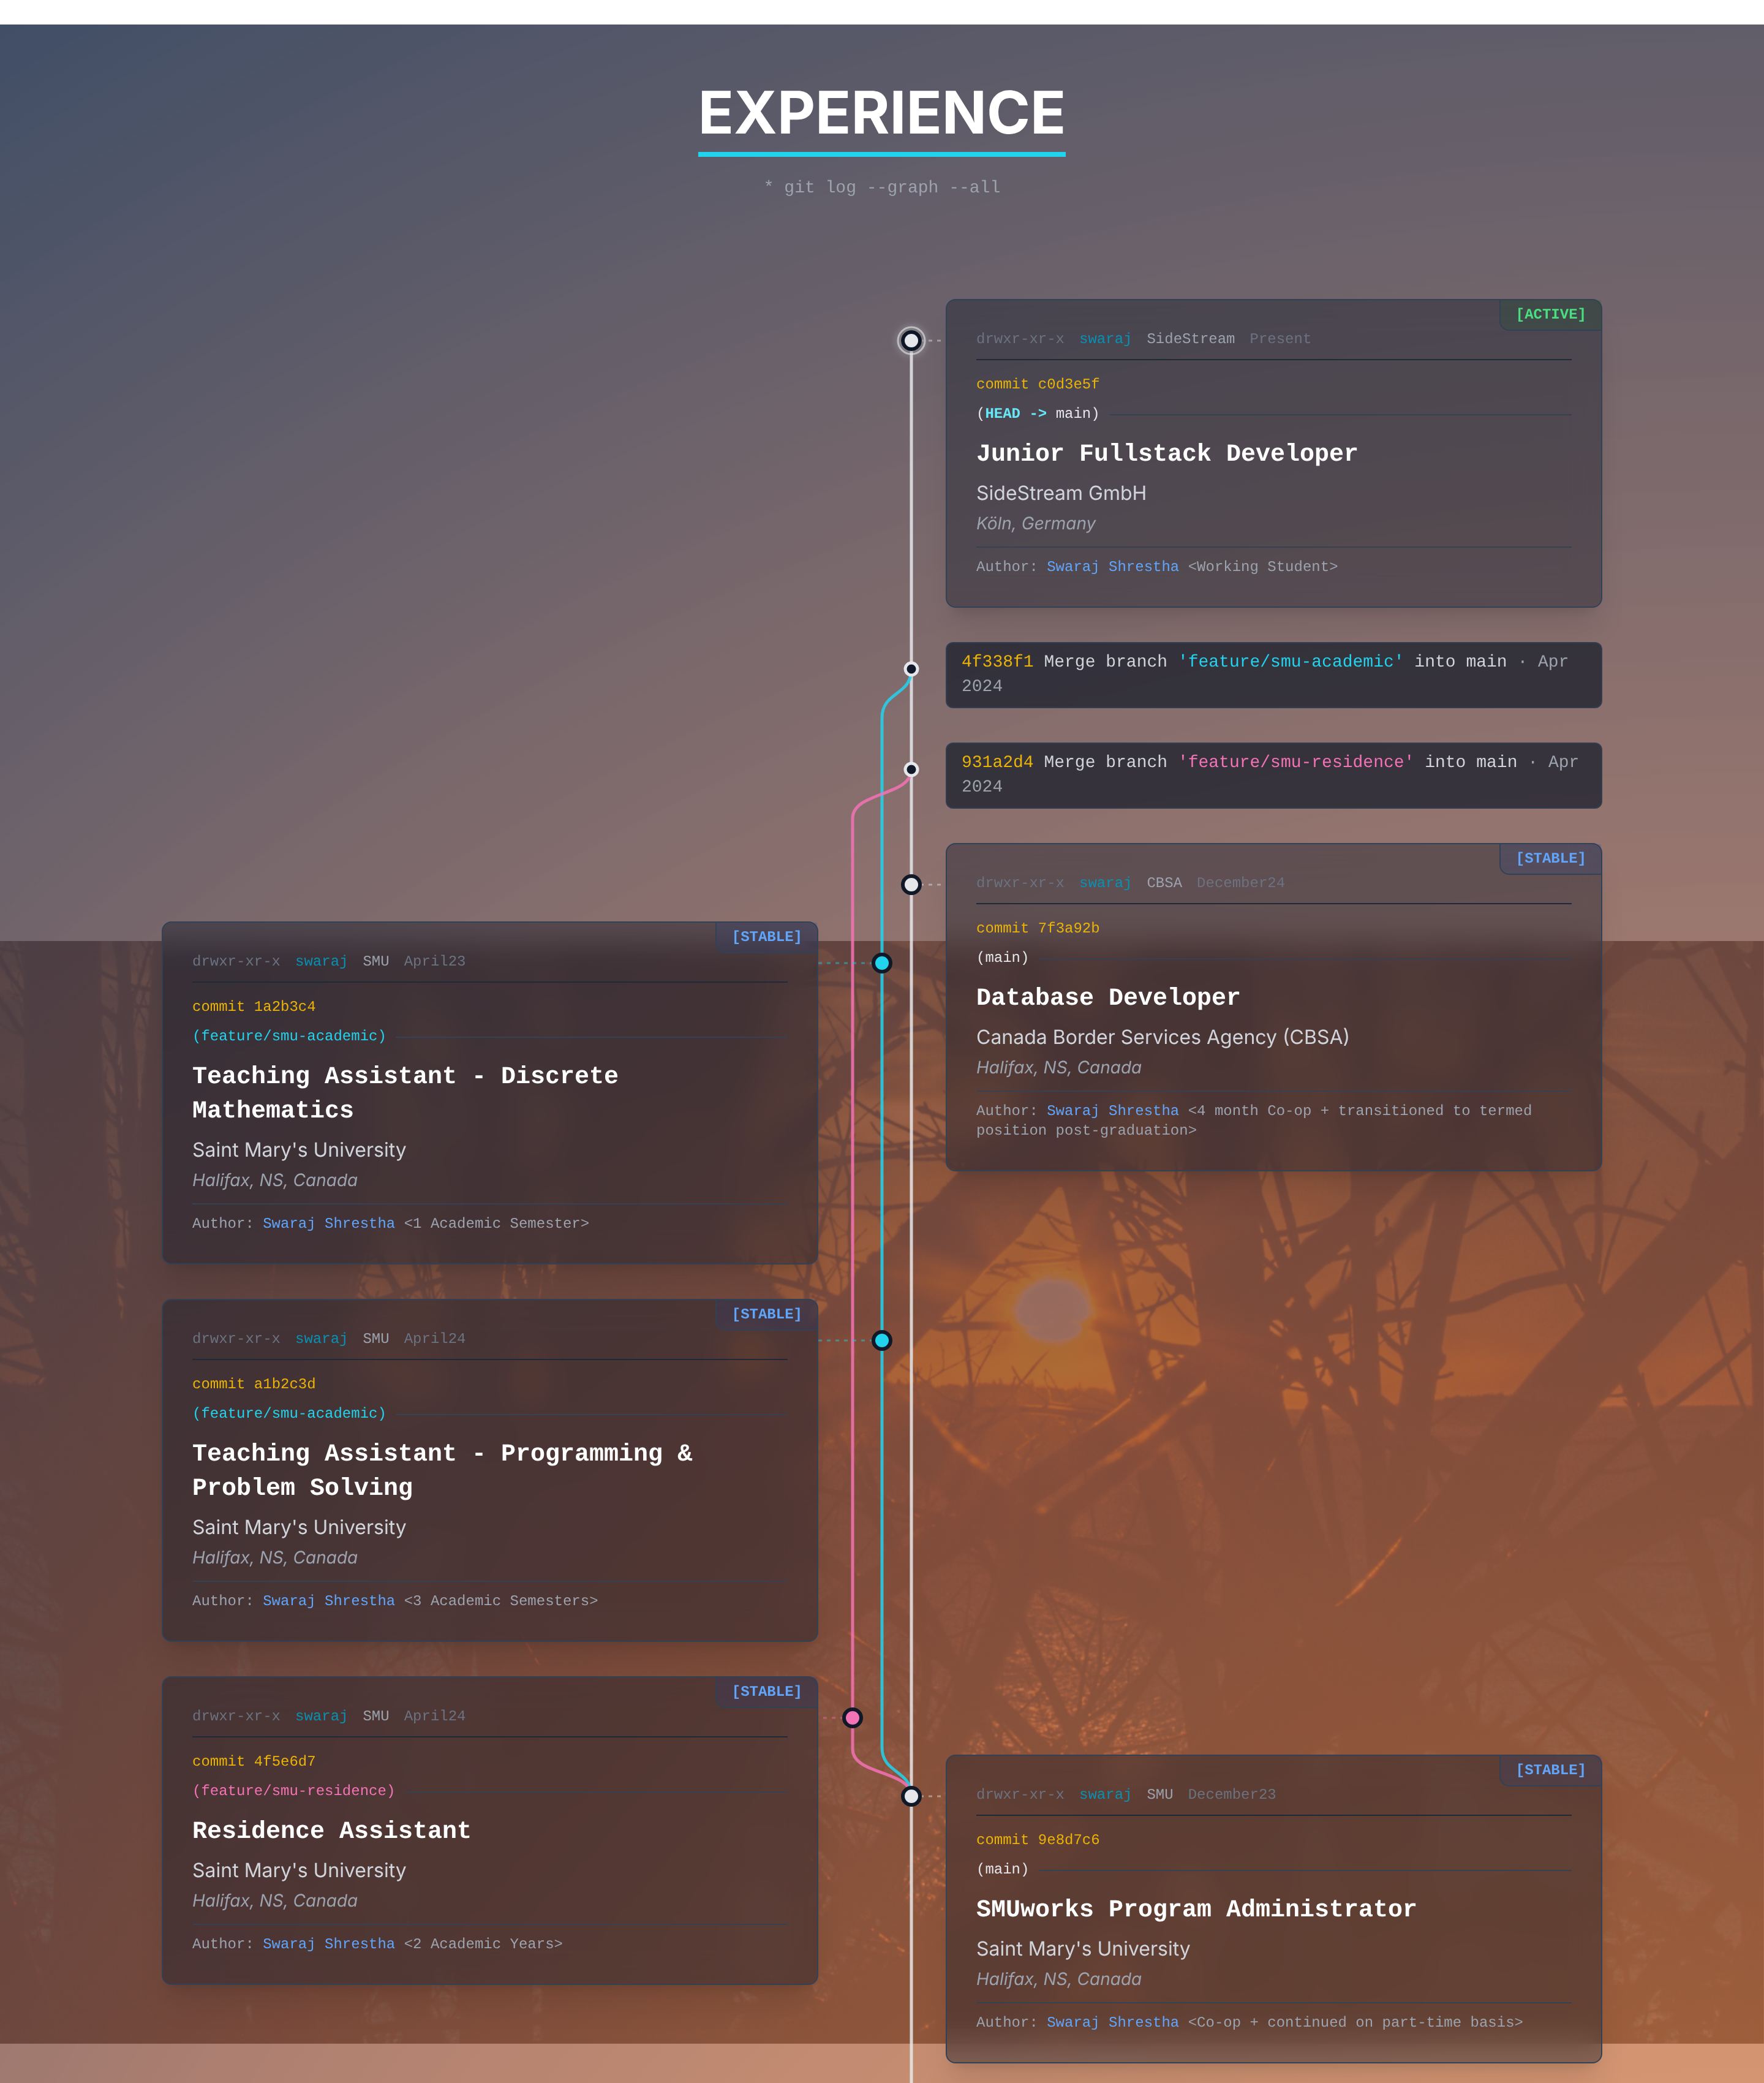 EXPERIENCE
* git log --graph --all
[ACTIVE]
drwxr-xr-x swaraj SideStream Present
commit c0d3e5f
(HEAD -> main)
Junior Fullstack Developer
SideStream GmbH
Köln, Germany
Author: Swaraj Shrestha <Working Student>
4f338f1 Merge branch 'feature/smu-academic' into main · Apr
2024
931a2d4 Merge branch 'feature/smu-residence' into main · Apr
2024
[STABLE]
drwxr-xr-x swaraj CBSA December24
commit 7f3a92b
(main)
Database Developer
Canada Border Services Agency (CBSA)
Halifax, NS, Canada
Author: Swaraj Shrestha <4 month Co-op + transitioned to termed
position post-graduation>
[STABLE]
drwxr-xr-x swaraj SMU April23
commit 1a2b3c4
(feature/smu-academic)
Teaching Assistant - Discrete
Mathematics
Saint Mary's University
Halifax, NS, Canada
Author: Swaraj Shrestha <1 Academic Semester>
[STABLE]
drwxr-xr-x swaraj SMU April24
commit a1b2c3d
(feature/smu-academic)
Teaching Assistant - Programming &
Problem Solving
Saint Mary's University
Halifax, NS, Canada
Author: Swaraj Shrestha <3 Academic Semesters>
[STABLE]
drwxr-xr-x swaraj SMU April24
commit 4f5e6d7
(feature/smu-residence)
Residence Assistant
Saint Mary's University
Halifax, NS, Canada
Author: Swaraj Shrestha <2 Academic Years>
[STABLE]
drwxr-xr-x swaraj SMU December23
commit 9e8d7c6
(main)
SMUworks Program Administrator
Saint Mary's University
Halifax, NS, Canada
Author: Swaraj Shrestha <Co-op + continued on part-time basis>